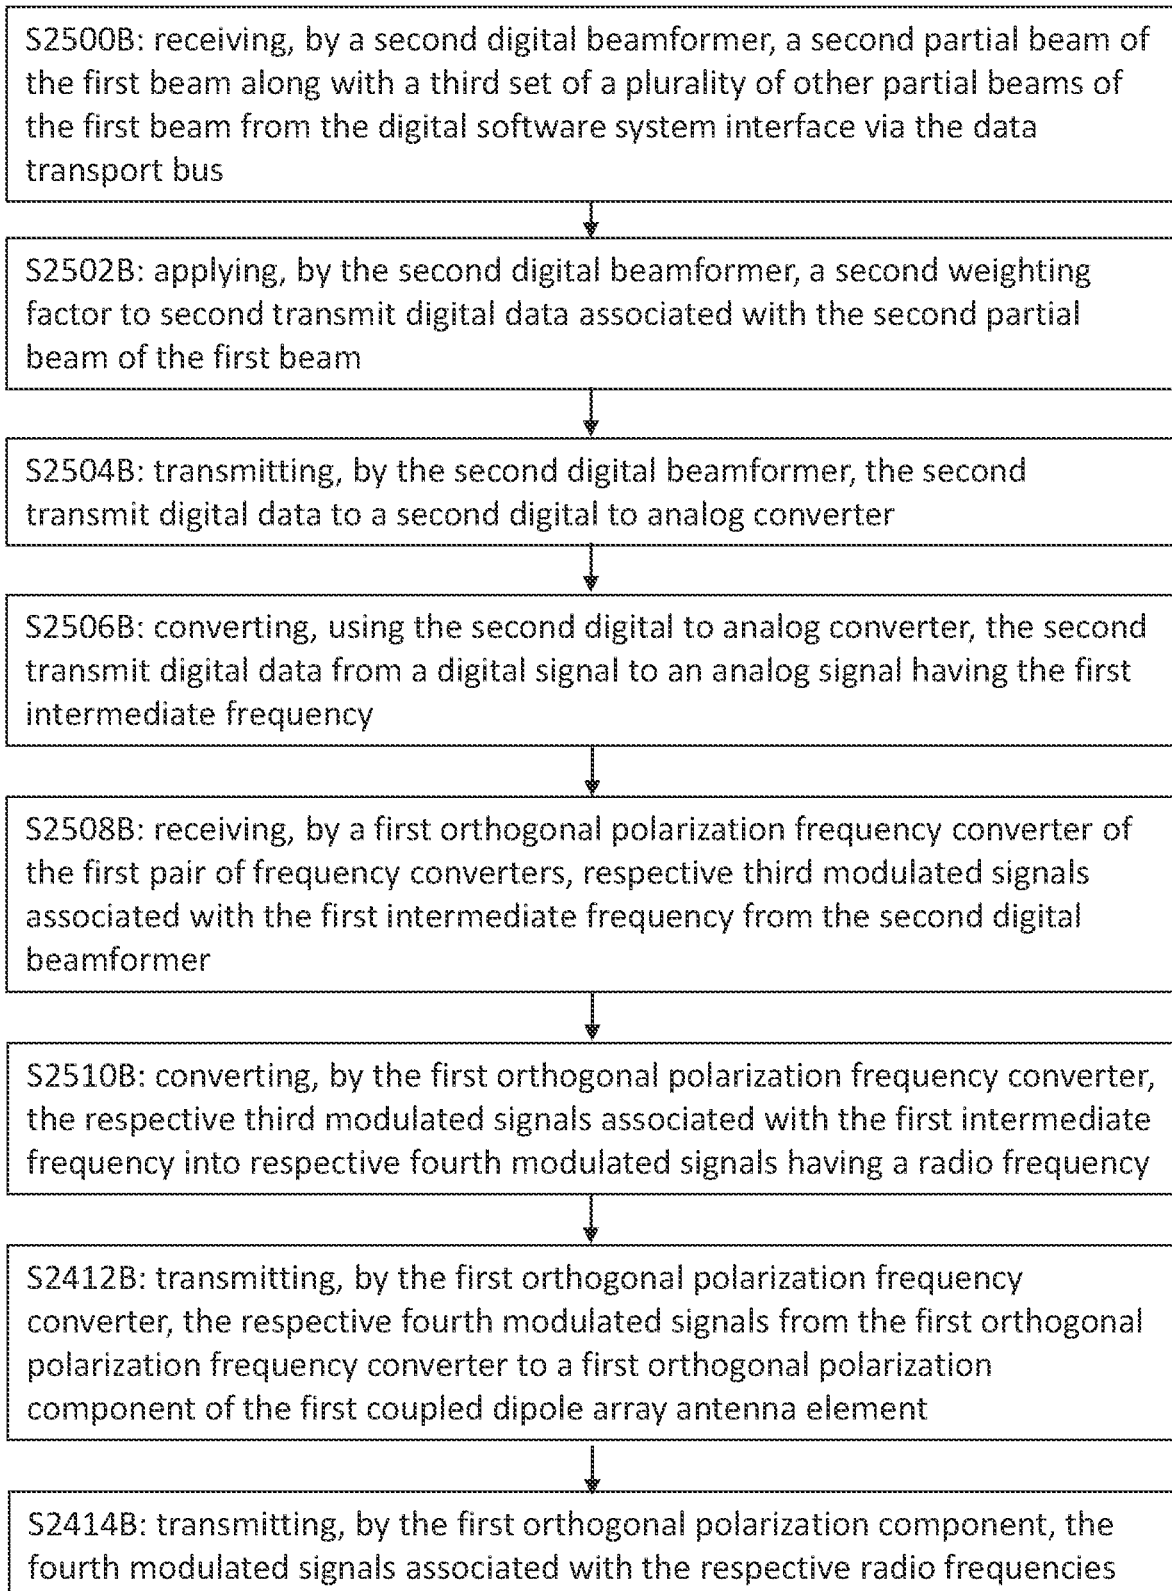 S2500B: receiving, by a second digital beamformer, a second partial beam of
the first beam along with a third set of a plurality of other partial beams of
the first beam from the digital software system interface via the data
transport bus
S2502B: applying, by the second digital beamformer, a second weighting
factor to second transmit digital data associated with the second partial
beam of the first beam
S2504B: transmitting, by the second digital beamformer, the second
transmit digital data to a second digital to analog converter
S2506B: converting, using the second digital to analog converter, the second
transmit digital data from a digital signal to an analog signal having the first
intermediate frequency
S2508B: receiving, by a first orthogonal polarization frequency converter of
the first pair of frequency converters, respective third modulated signals
associated with the first intermediate frequency from the second digital
beamformer
S2510B: converting, by the first orthogonal polarization frequency converter,
the respective third modulated signals associated with the first intermediate
frequency into respective fourth modulated signals having a radio frequency
S2412B: transmitting, by the first orthogonal polarization frequency
converter, the respective fourth modulated signals from the first orthogonal
polarization frequency converter to a first orthogonal polarization
component of the first coupled dipole array antenna element
S2414B: transmitting, by the first orthogonal polarization component, the
fourth modulated signals associated with the respective radio frequencies